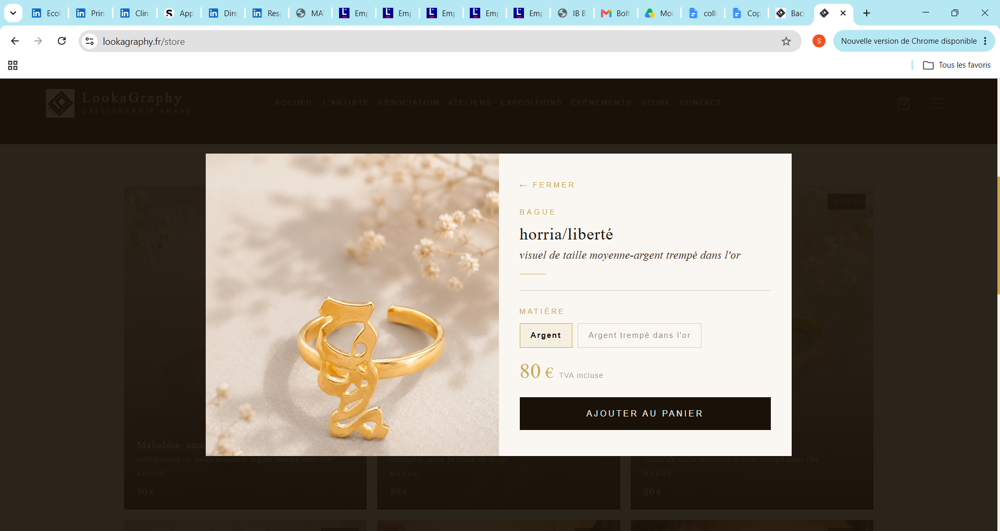 Ecol
Prin
Clin
App
Dire
Res
MA
Emp
Emp
Emp
Emp
Emp
IB B
Boît
Mon
coll
Cop
Bac
lookagraphy.fr/store
S
Nouvelle version de Chrome disponible
Tous les favoris
LookaGraphy
CALLIGRAPHIE ARABE
ACCUEIL L'ARTISTE ASSOCIATION ATELIERS EXPOSITIONS ÉVÉNEMENTS STORE CONTACT
DISPO
← FERMER
BAGUE
horria/liberté
visuel de taille moyenne-argent trempé dans l'or
MATIÈRE
Argent
Argent trempé dans l'or
80 € TVA incluse
AJOUTER AU PANIER
Mahabba- amo
calligraphie de taille moyenne argent trempé dans l'or
BAGUE
80 €
ajustable selon la taille du doigt
BAGUE
80 €
visuel de taille moyenne-argent trempé dans l'or
BAGUE
80 €